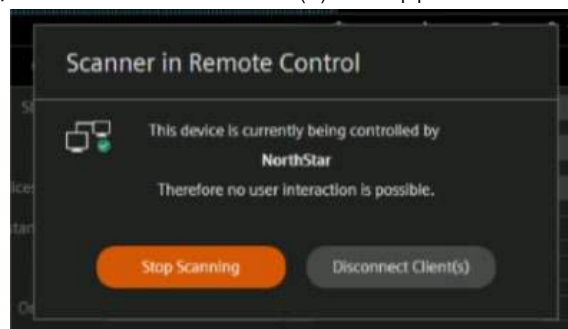 Scanner in Remote Control
This device is currently being controlled by
NorthStar
Therefore no user interaction is possible.
Stop Scanning
Disconnect Client(s)